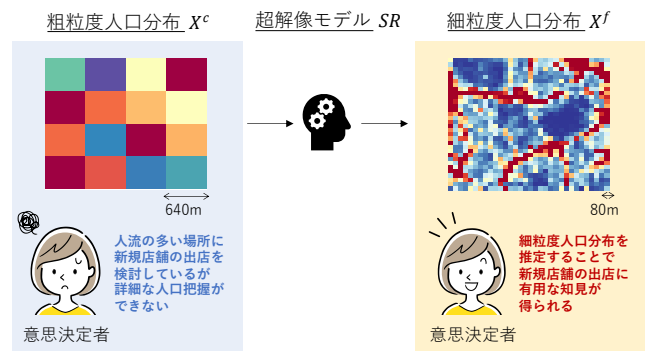 粗粒度人口分布 X^c
超解像モデル SR
細粒度人口分布 X^f
640m
80m
人流の多い場所に
新規店舗の出店を
検討しているが
詳細な人口把握が
できない
意思決定者
細粒度人口分布を
推定することで
新規店舗の出店に
有用な知見が
得られる
意思決定者